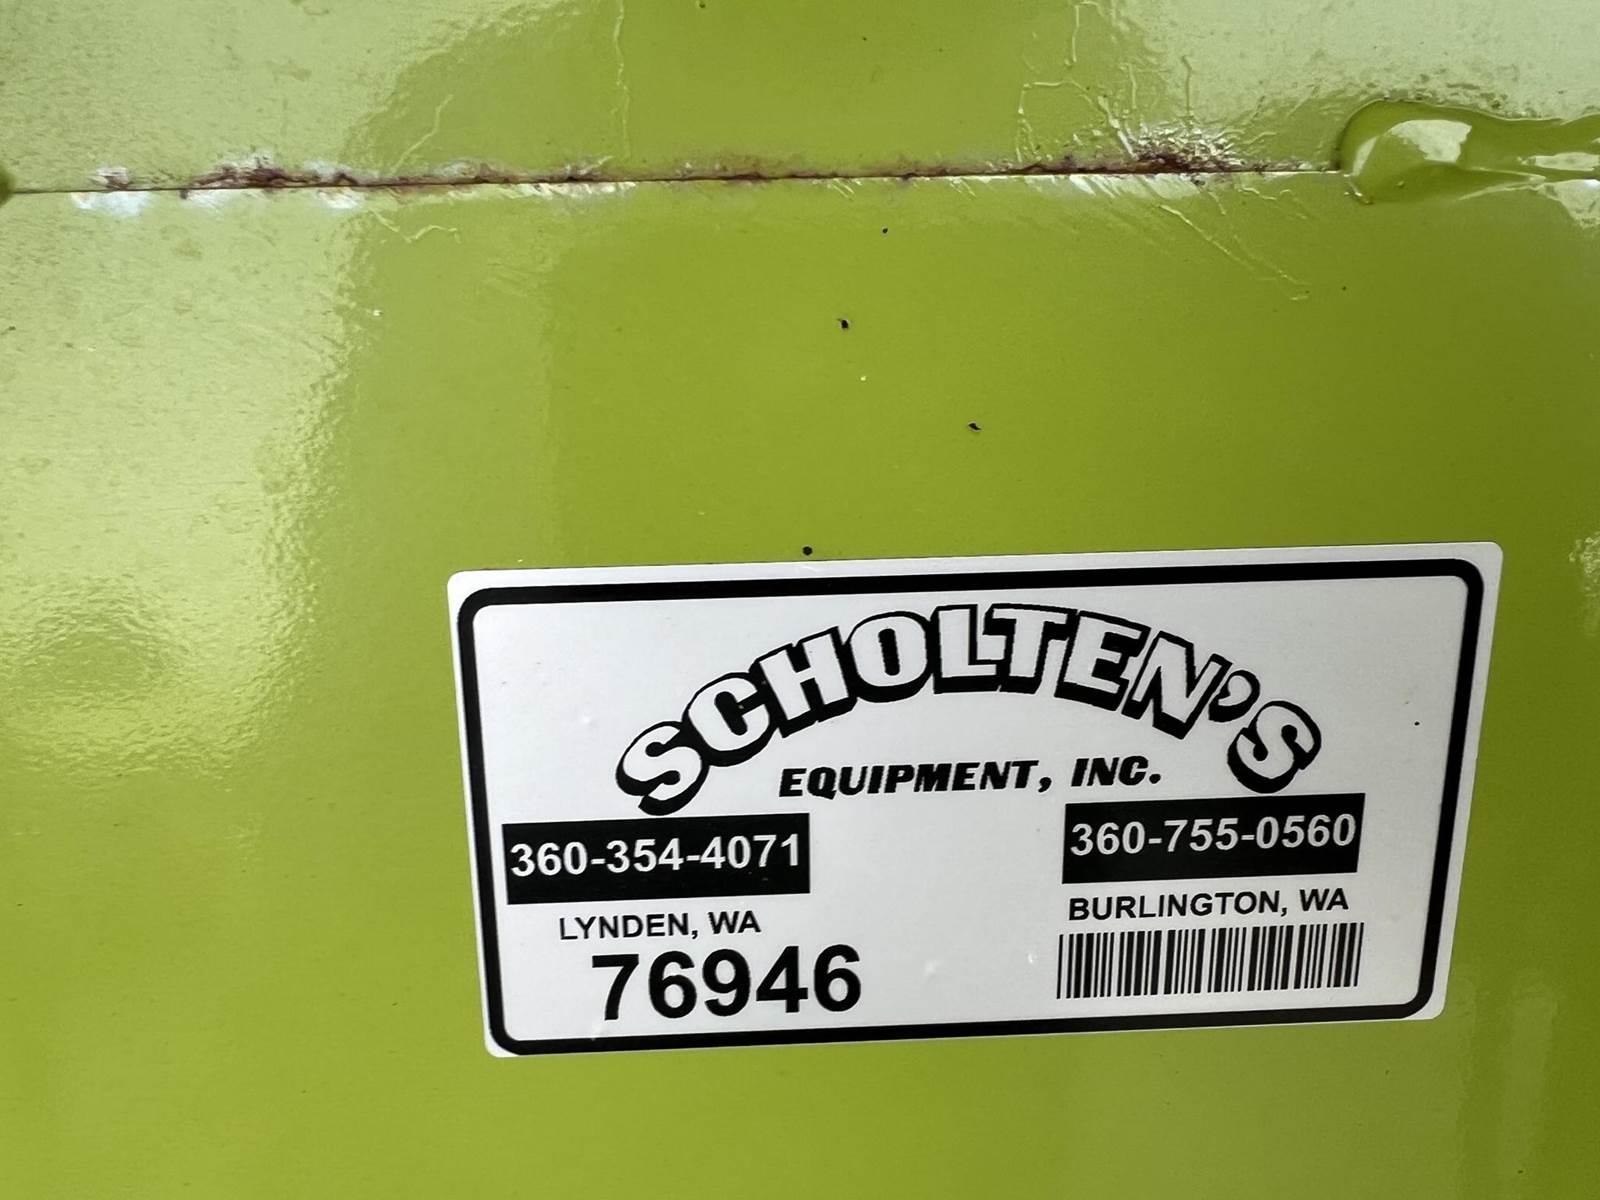 SCHOLTEN'S
EQUIPMENT, INC.
360-354-4071
LYNDEN, WA
76946
360-755-0560
BURLINGTON, WA